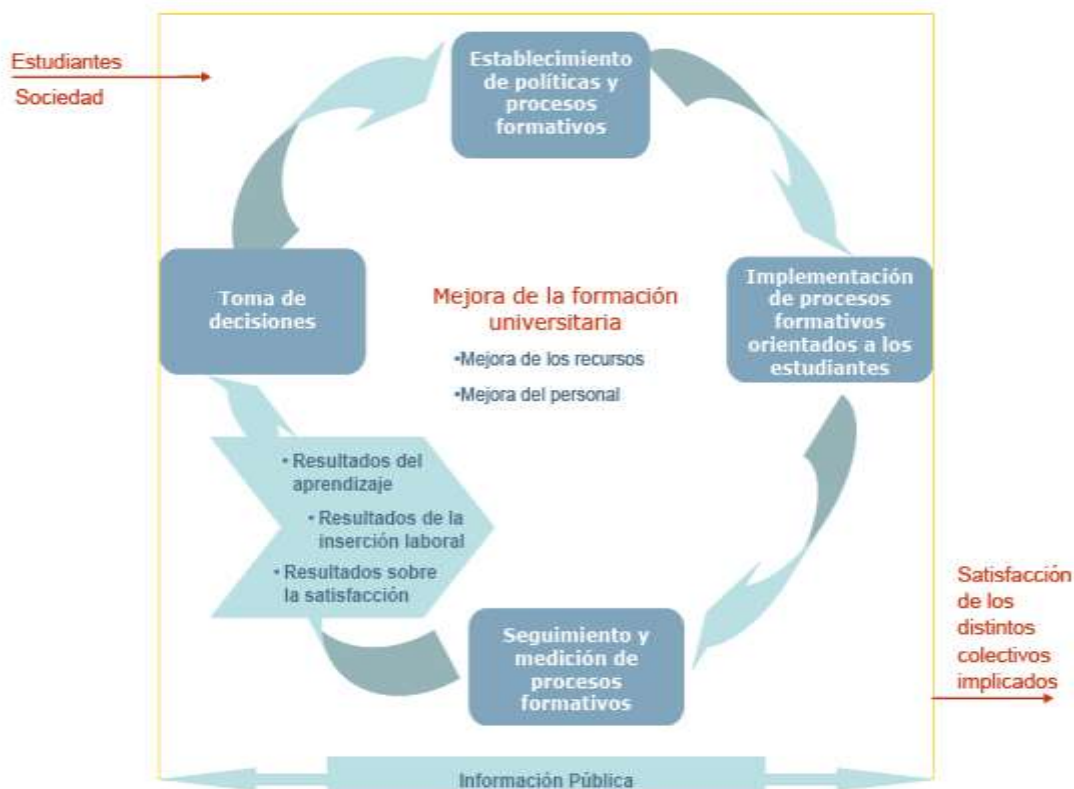 Estudiantes
Sociedad
Establecimiento
de políticas y
procesos
formativos
Implementación
de procesos
formativos
orientados a los
estudiantes
Toma de
decisiones
Mejora de la formación
universitaria
•Mejora de los recursos
•Mejora del personal
• Resultados del
aprendizaje
• Resultados de la
inserción laboral
• Resultados sobre
la satisfacción
Seguimiento y
medición de
procesos
formativos
Satisfacción
de los
distintos
colectivos
implicados
Información Pública